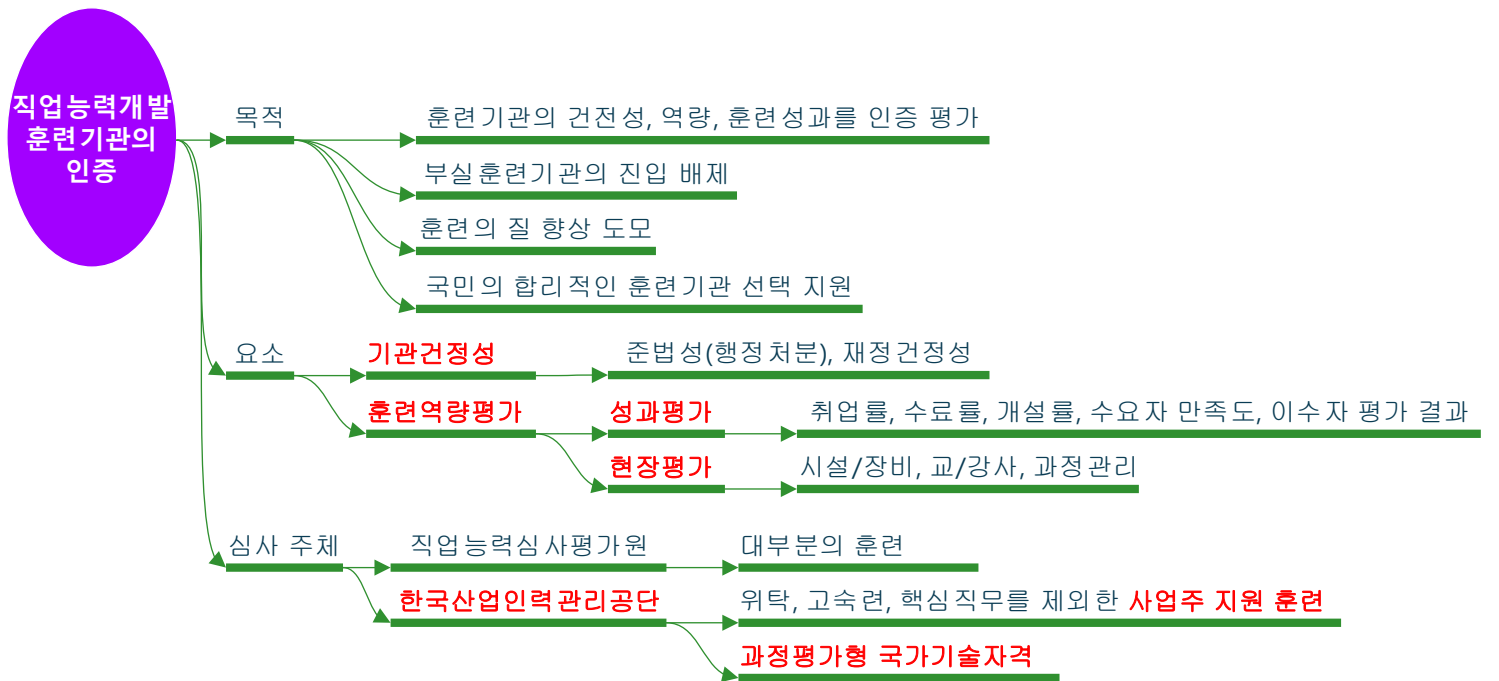 직업능력개발
훈련기관의
인증
목적
훈련기관의 건전성, 역량, 훈련성과를 인증 평가
부실훈련기관의 진입 배제
훈련의 질 향상 도모
국민의 합리적인 훈련기관 선택 지원
요소
기관건정성
준법성(행정처분), 재정건정성
훈련역량평가
성과평가
취업률, 수료률, 개설률, 수요자 만족도, 이수자 평가 결과
현장평가
시설/장비, 교/강사, 과정관리
심사 주체
직업능력심사평가원
대부분의 훈련
한국산업인력관리공단
위탁, 고숙련, 핵심직무를 제외한 사업주 지원 훈련
과정평가형 국가기술자격